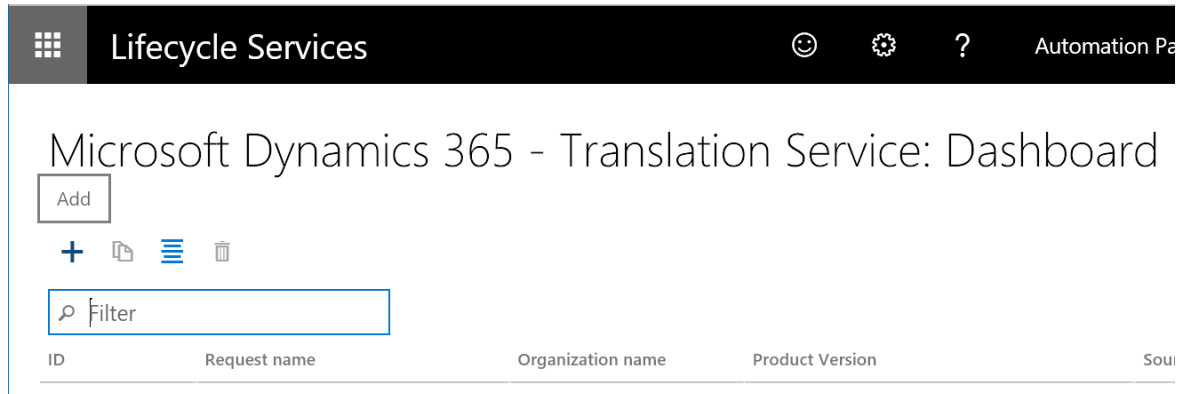 Lifecycle Services ? Automation Pa
Microsoft Dynamics 365 - Translation Service: Dashboard
Add
Filter
ID Request name Organization name Product Version Sou